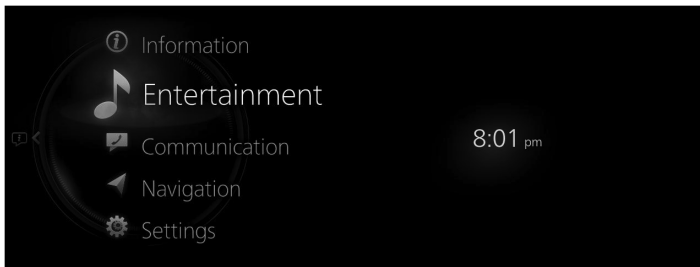 Information
Entertainment
Communication
Navigation
Settings
8:01 pm